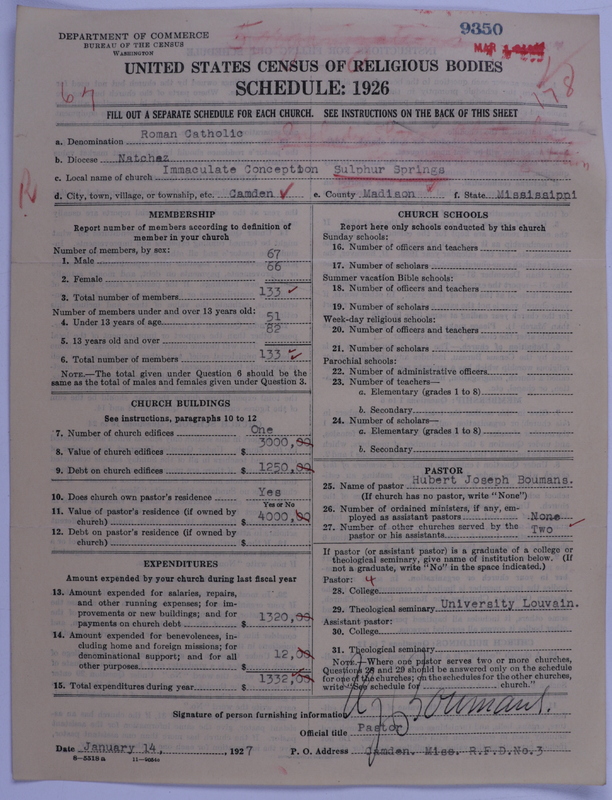 DEPARTMENT OF COMMERCE
BUREAU OF THE CENSUS
WASHINGTON
9350
MAR
UNITED STATES CENSUS OF RELIGIOUS BODIES
SCHEDULE: 1926
67
178
FILL OUT A SEPARATE SCHEDULE FOR EACH CHURCH. SEE INSTRUCTIONS ON THE BACK OF THIS SHEET
a. Denomination Roman Catholic
b. Diocese Natchez
c. Local name of church Immaculate Conception Sulphur Springs
R
d. City, town, village, or township, etc. Camden ✓ e. County Madison f. State Mississippi
MEMBERSHIP
Report number of members according to definition of
member in your church
Number of members, by sex:
1. Male 67
2. Female 66
3. Total number of members 133 ✓
Number of members under and over 13 years old:
4. Under 13 years of age 51
5. 13 years old and over 82
6. Total number of members 133 ✓
NOTE.—The total given under Question 6 should be the
same as the total of males and females given under Question 3.
CHURCH BUILDINGS
See instructions, paragraphs 10 to 12
7. Number of church edifices One
8. Value of church edifices $ 3000,00
9. Debt on church edifices $ 1250,00
10. Does church own pastor's residence Yes
Yes or No
11. Value of pastor's residence (if owned by
church) $ 4000,00
12. Debt on pastor's residence (if owned by
church) $
EXPENDITURES
Amount expended by your church during last fiscal year
13. Amount expended for salaries, repairs,
and other running expenses; for im-
provements or new buildings; and for
payments on church debt $ 1320,00
14. Amount expended for benevolences, in-
cluding home and foreign missions; for
denominational support; and for all
other purposes $ 12,00
15. Total expenditures during year $ 1332,00
CHURCH SCHOOLS
Report here only schools conducted by this church
Sunday schools:
16. Number of officers and teachers
17. Number of scholars
Summer vacation Bible schools:
18. Number of officers and teachers
19. Number of scholars
Week-day religious schools:
20. Number of officers and teachers
21. Number of scholars
Parochial schools:
22. Number of administrative officers
23. Number of teachers—
a. Elementary (grades 1 to 8)
b. Secondary
24. Number of scholars—
a. Elementary (grades 1 to 8)
b. Secondary
PASTOR
25. Name of pastor Hubert Joseph Boumans.
(If church has no pastor, write "None")
26. Number of ordained ministers, if any, em-
ployed as assistant pastors None
27. Number of other churches served by the
pastor or his assistants Two ✓
If pastor (or assistant pastor) is a graduate of a college or
theological seminary, give name of institution below. (If
not a graduate, write "No" in the space indicated.)
Pastor: 4
28. College
29. Theological seminary University Louvain.
Assistant pastor:
30. College
31. Theological seminary
NOTE.—Where one pastor serves two or more churches,
Questions 28 and 29 should be answered only on the schedule
for one of the churches; on the schedules for the other churches,
write "See schedule for church."
Signature of person furnishing information H J Boumans.
Official title Pastor
Date January 14, 1927 P. O. Address Camden. Miss. R.F.D.No.3
8-5518a